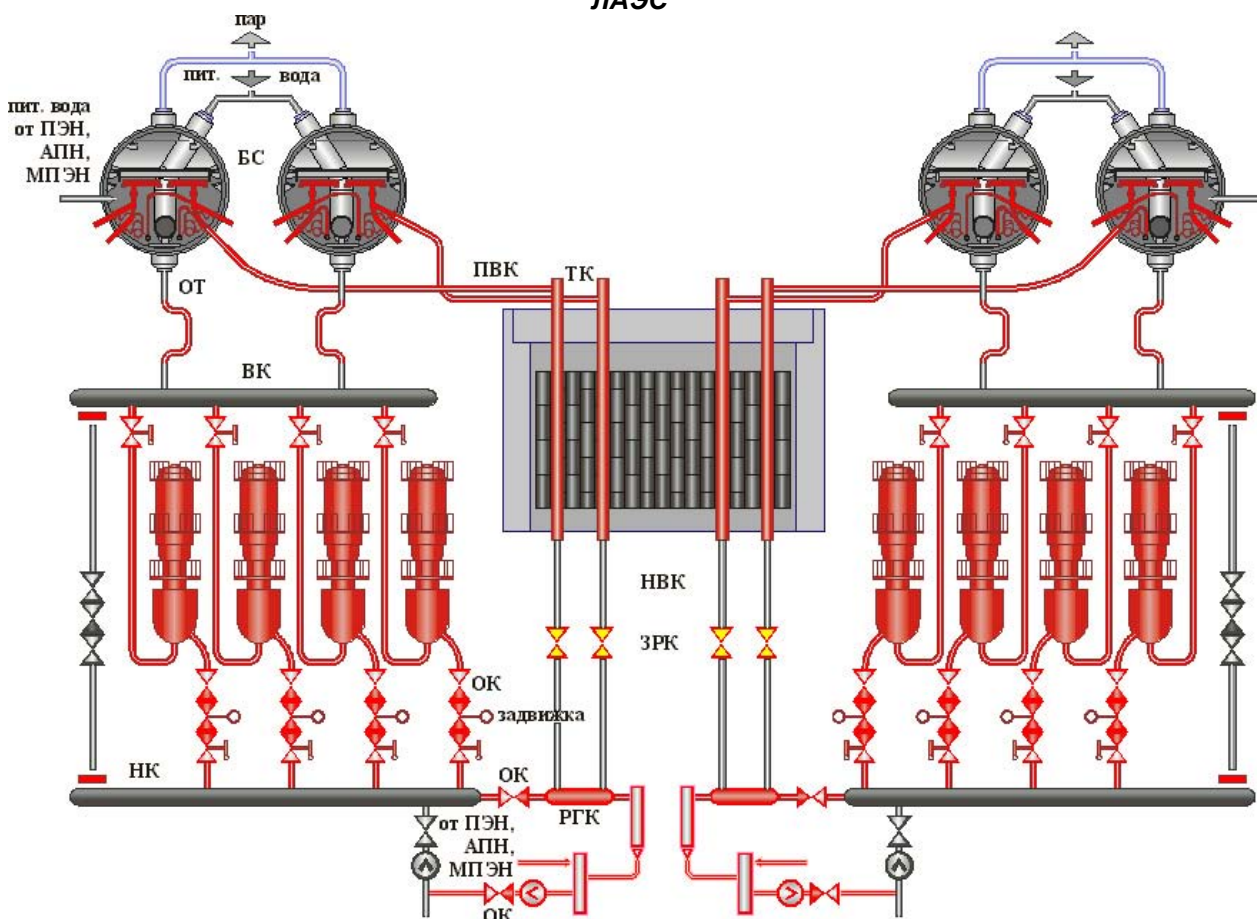 ЛАЭС
пар
пит. вода
пит. вода
от ПЭН,
АПН,
МПЭН
БС
ПВК
ТК
ОТ
ВК
НВК
ЗРК
ОК
задвижка
НК
ОК
РГК
от ПЭН,
АПН,
МПЭН
ОК